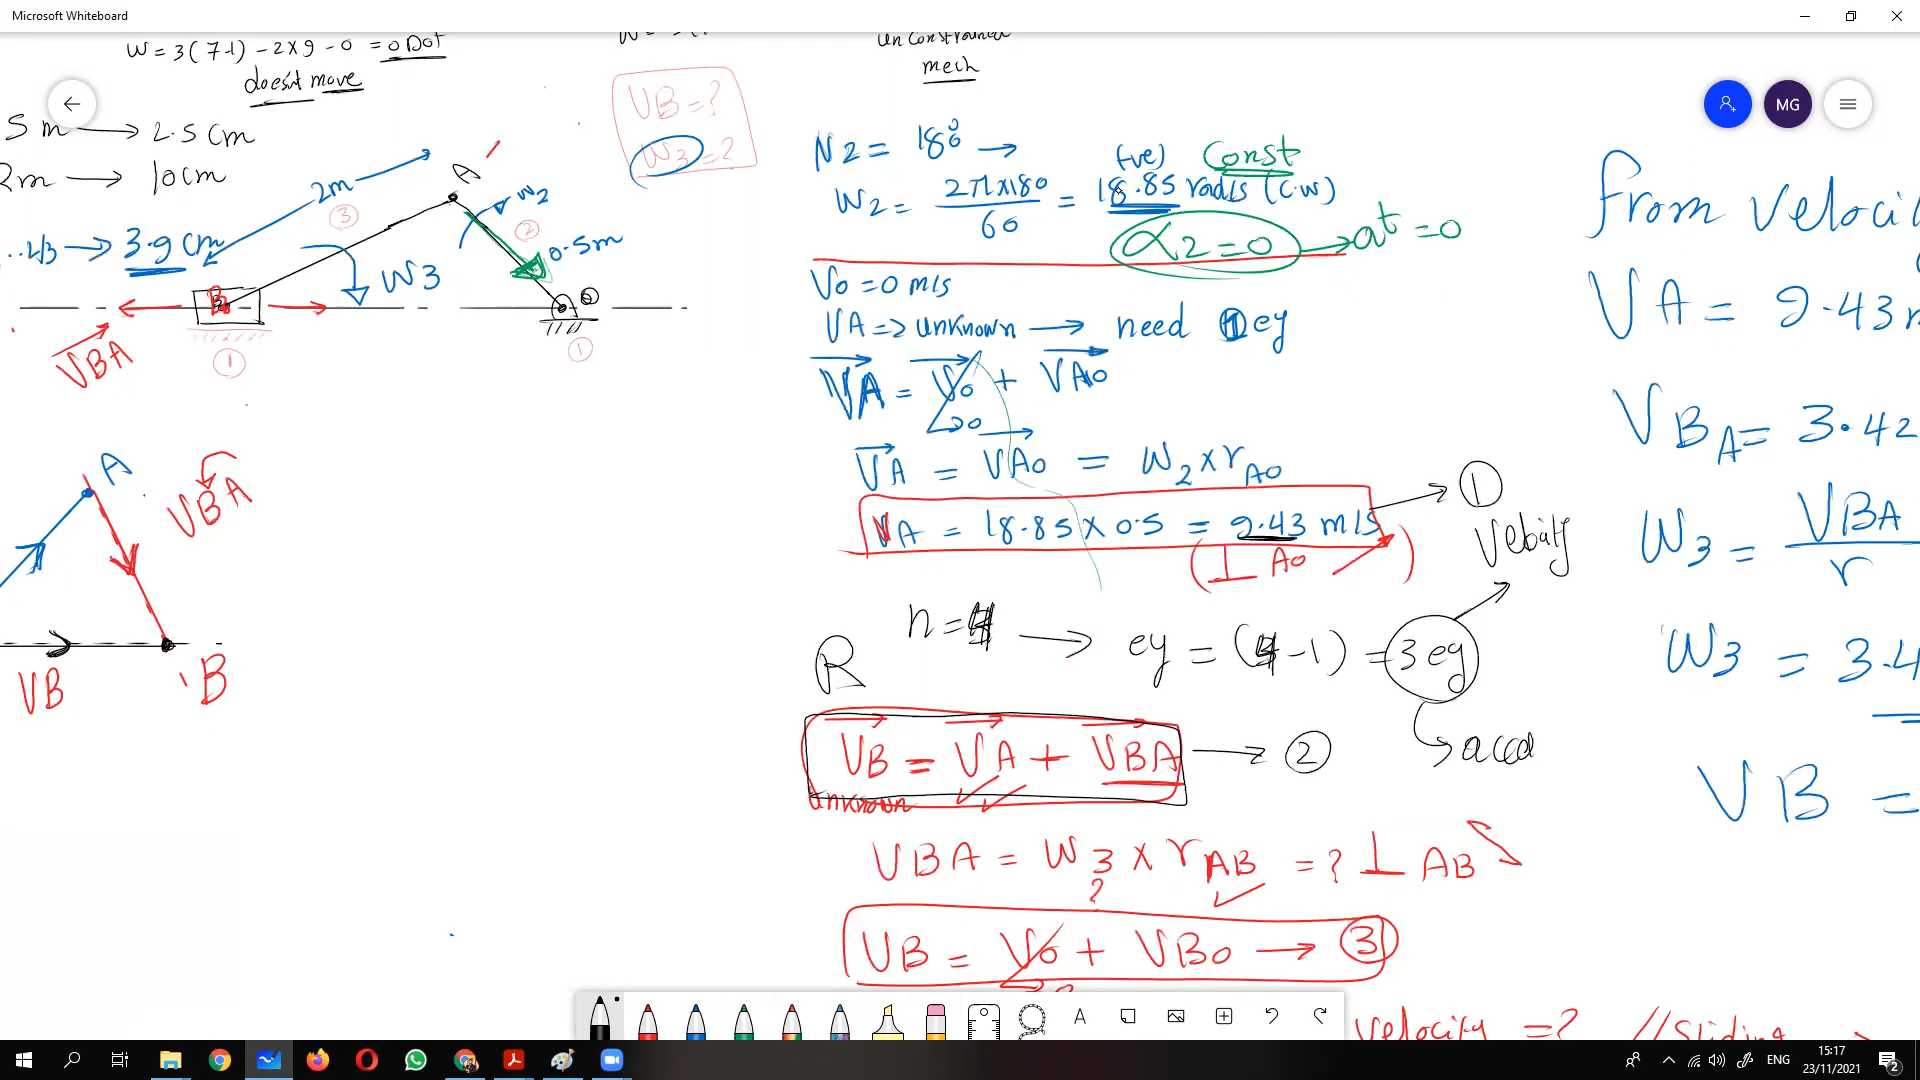 Microsoft Whiteboard
W = 3(7-1) - 2x9 - 0 = 0 DOF
doesn't move
unconstrained
mech
5m → 2.5 cm
2m → 10 cm
→ 3.9 cm
2m
3
A
W2
2
0.5m
W3
B
O
1
1
VBA
VB = ?
W3 = ?
N2 = 180 →
(+ve) Const
W2 = 2π x 180 / 60 = 18.85 rad/s (C.W)
α2 = 0 → at = 0
Vo = 0 m/s
VA => unknown → need 1 eq
VA = Vo + VAo
→ 0
VA = VAo = W2 x rAo
VA = 18.85 x 0.5 = 9.43 m/s → 1
(⊥ Ao)
Velocity
n = 4 → eq = (4-1) = 3 eq
R
VB = VA + VBA → 2
unknown
accel
VBA = W3 x rAB = ? ⊥ AB
?
VB = Vo + VBo → 3
velocity = ? // sliding
A
VBA
VB
B
from veloci
VA = 9.43
VBA = 3.42
W3 = VBA / r
W3 = 3.4
VB =
MG
A
ENG
15:17
23/11/2021
2